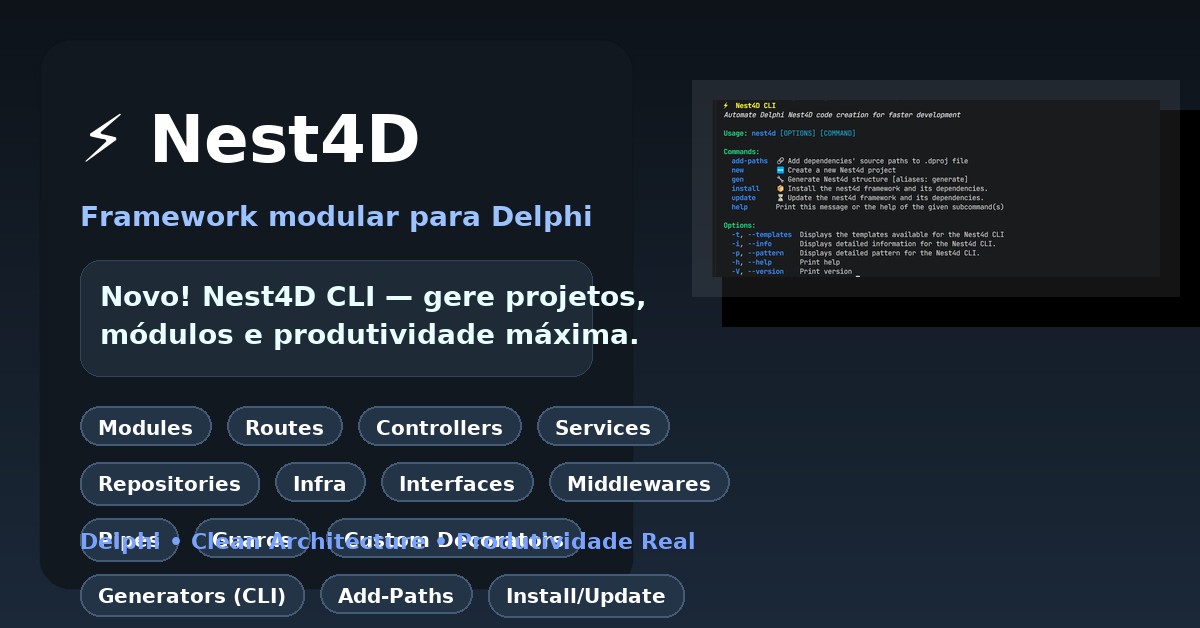 ⚡ Nest4D
Framework modular para Delphi
Novo! Nest4D CLI — gere projetos,
módulos e produtividade máxima.
Modules Routes Controllers Services
Repositories Infra Interfaces Middlewares
Pipes Guards Custom Decorators
Delphi • Clean Architecture • Produtividade Real
Generators (CLI) Add-Paths Install/Update
⚡ Nest4D CLI
Automate Delphi Nest4D code creation for faster development
Usage: nest4d [OPTIONS] [COMMAND]
Commands:
add-paths 🔗 Add dependencies' source paths to .dproj file
new 🆕 Create a new Nest4d project
gen 🔧 Generate Nest4d structure [aliases: generate]
install 📦 Install the nest4d framework and its dependencies.
update ⏳ Update the nest4d framework and its dependencies.
help Print this message or the help of the given subcommand(s)
Options:
-t, --templates Displays the templates available for the Nest4d CLI
-i, --info Displays detailed information for the Nest4d CLI.
-p, --pattern Displays detailed pattern for the Nest4d CLI.
-h, --help Print help
-V, --version Print version